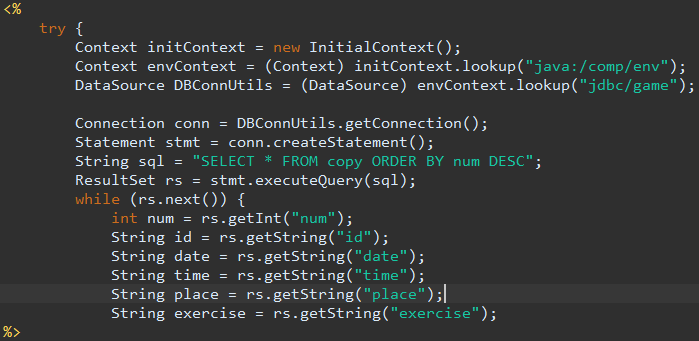 <%
try {
Context initContext = new InitialContext();
Context envContext = (Context) initContext.lookup("java:/comp/env");
DataSource DBConnUtils = (DataSource) envContext.lookup("jdbc/game");
Connection conn = DBConnUtils.getConnection();
Statement stmt = conn.createStatement();
String sql = "SELECT * FROM copy ORDER BY num DESC";
ResultSet rs = stmt.executeQuery(sql);
while (rs.next()) {
int num = rs.getInt("num");
String id = rs.getString("id");
String date = rs.getString("date");
String time = rs.getString("time");
String place = rs.getString("place");
String exercise = rs.getString("exercise");
%>